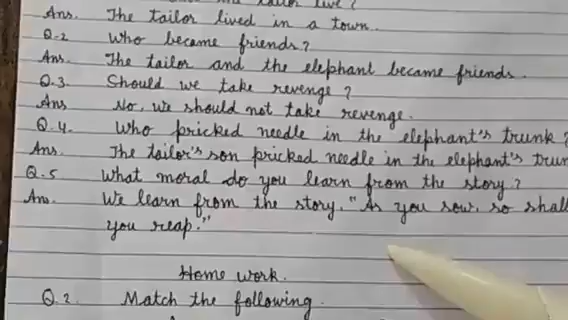 tailor live?
Ans. The tailor lived in a town.
Q.2 Who became friends?
Ans. The tailor and the elephant became friends.
Q.3. Should we take revenge?
Ans No. we should not take revenge.
Q.4. Who pricked needle in the elephant's trunk?
Ans. The tailor's son pricked needle in the elephant's trun
Q.5 What moral do you learn from the story?
Ans. We learn from the story, "As you sow, so shall
you reap."
Home work.
Q.2. Match the following.